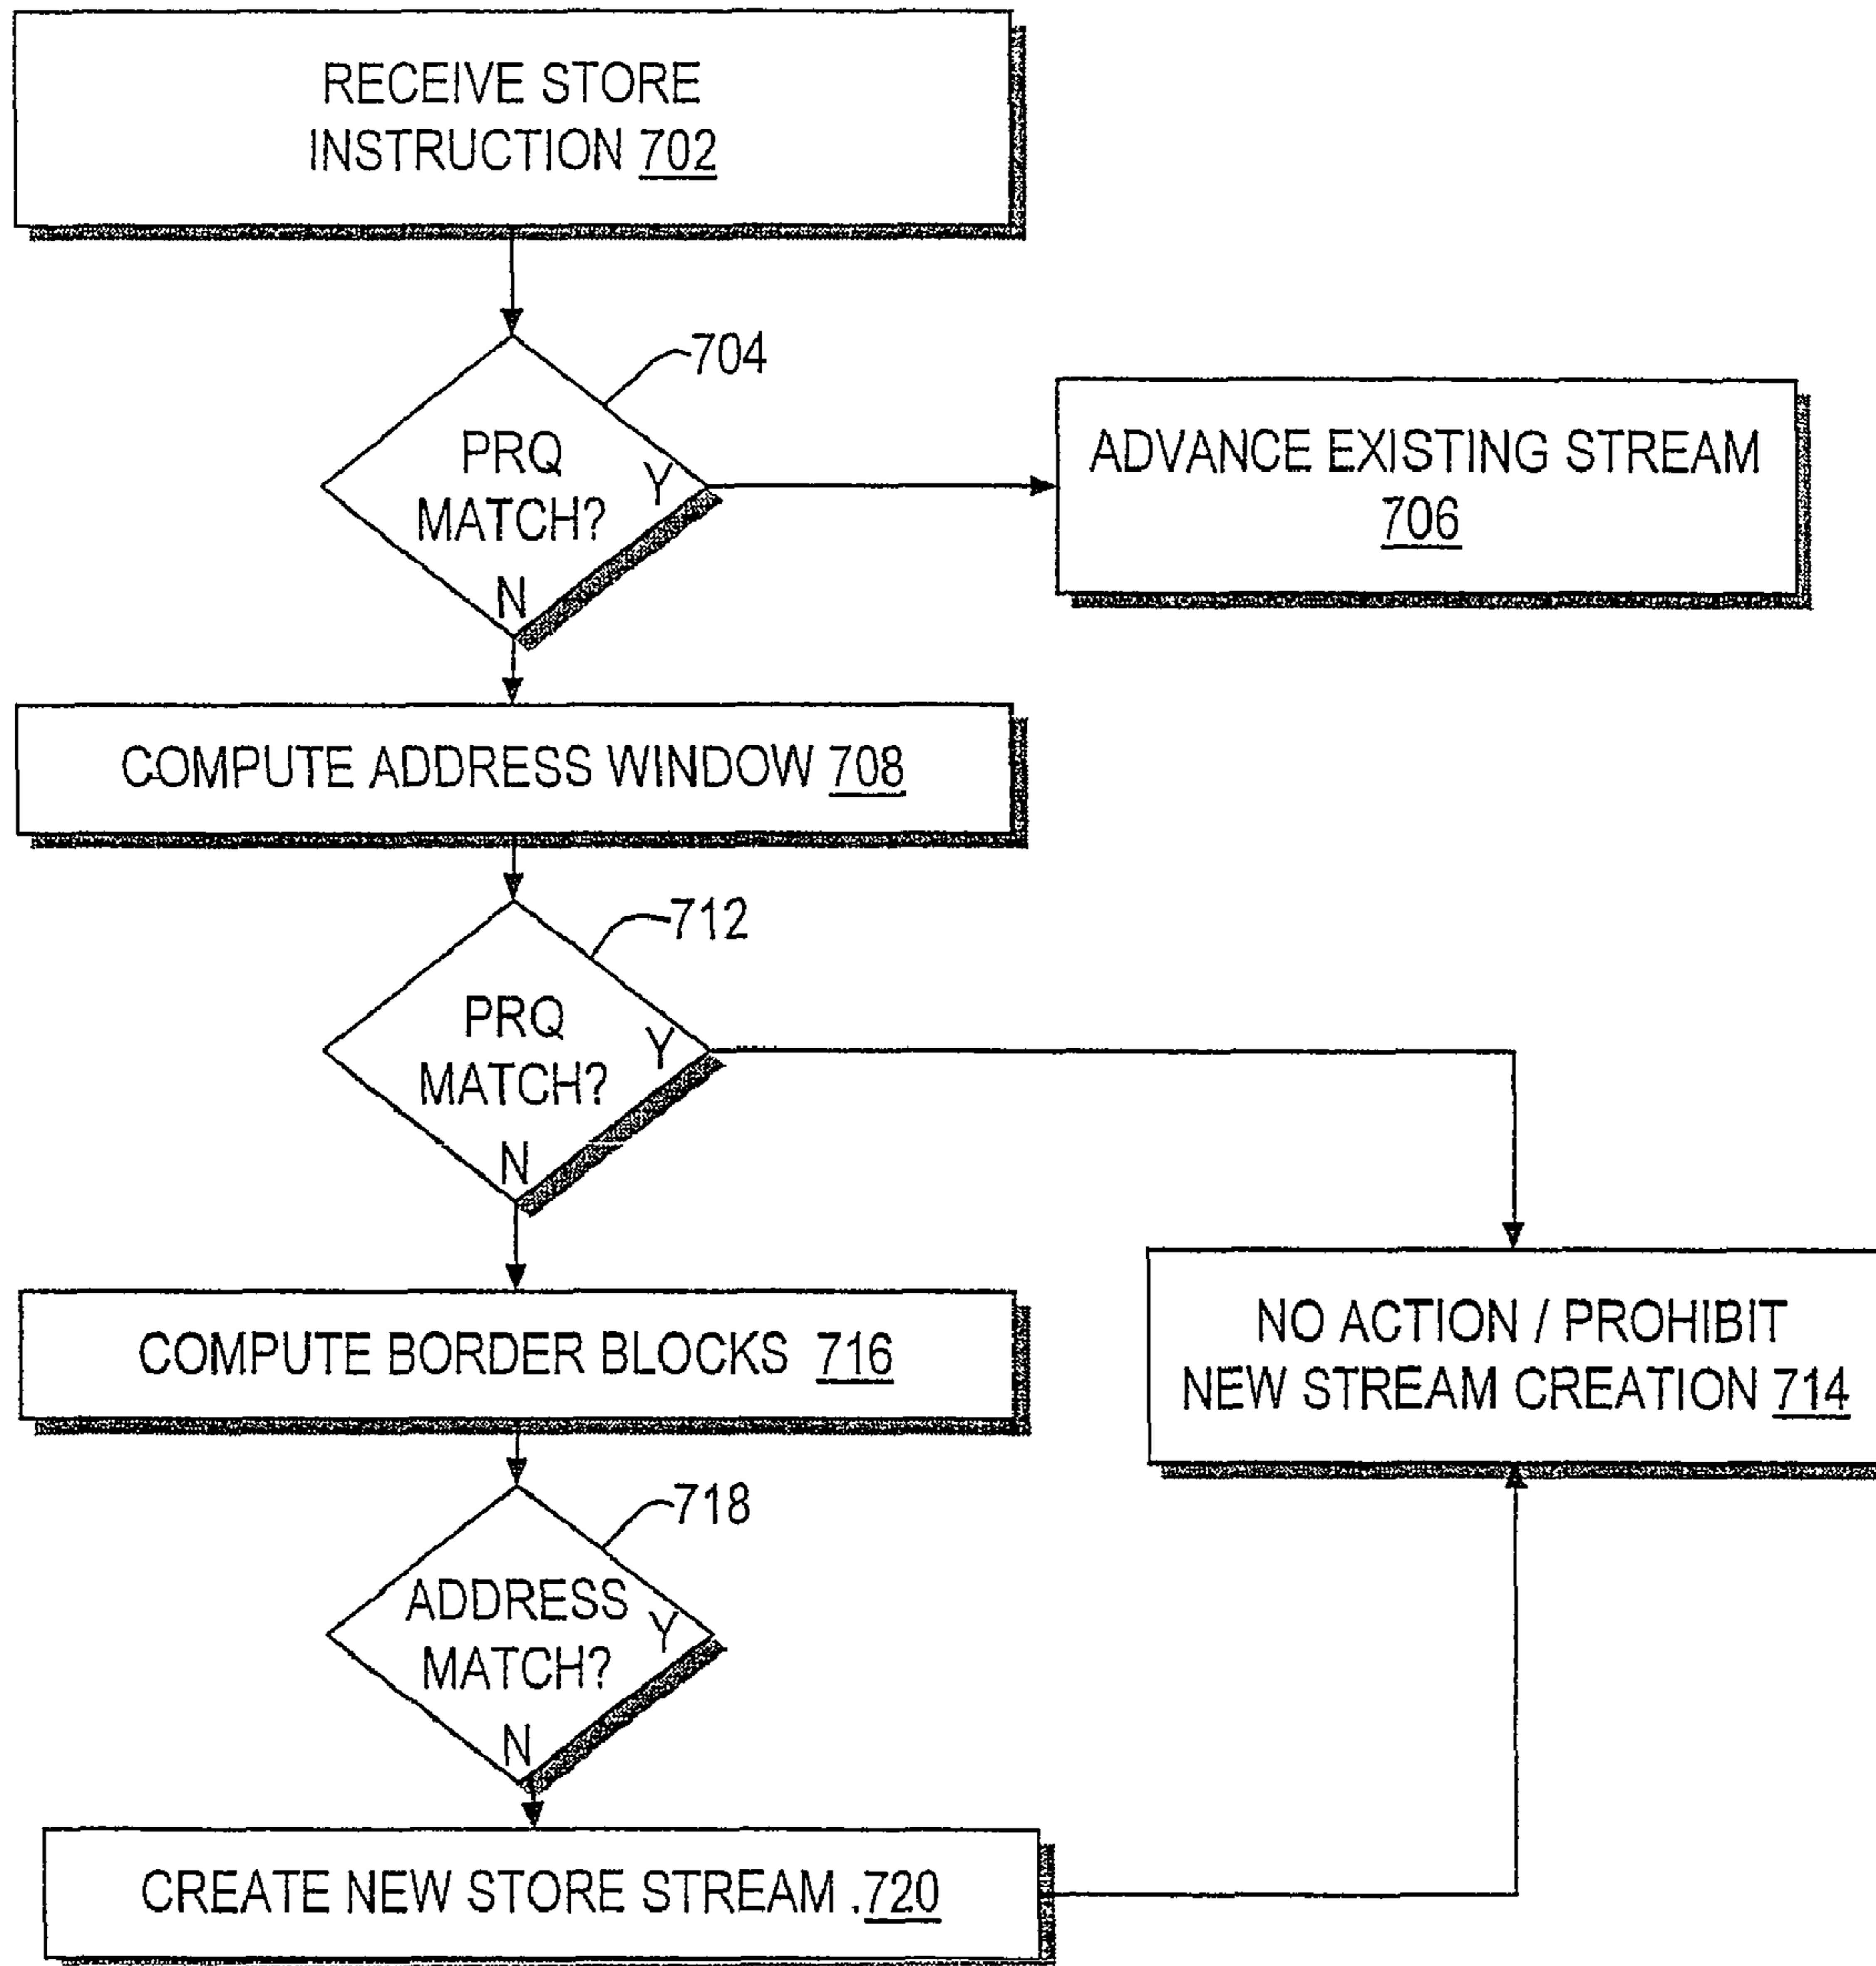 RECEIVE STORE
INSTRUCTION 702
704
PRQ
MATCH?
Y
N
ADVANCE EXISTING STREAM
706
COMPUTE ADDRESS WINDOW 708
712
PRQ
MATCH?
Y
N
COMPUTE BORDER BLOCKS 716
NO ACTION / PROHIBIT
NEW STREAM CREATION 714
718
ADDRESS
MATCH?
Y
N
CREATE NEW STORE STREAM .720